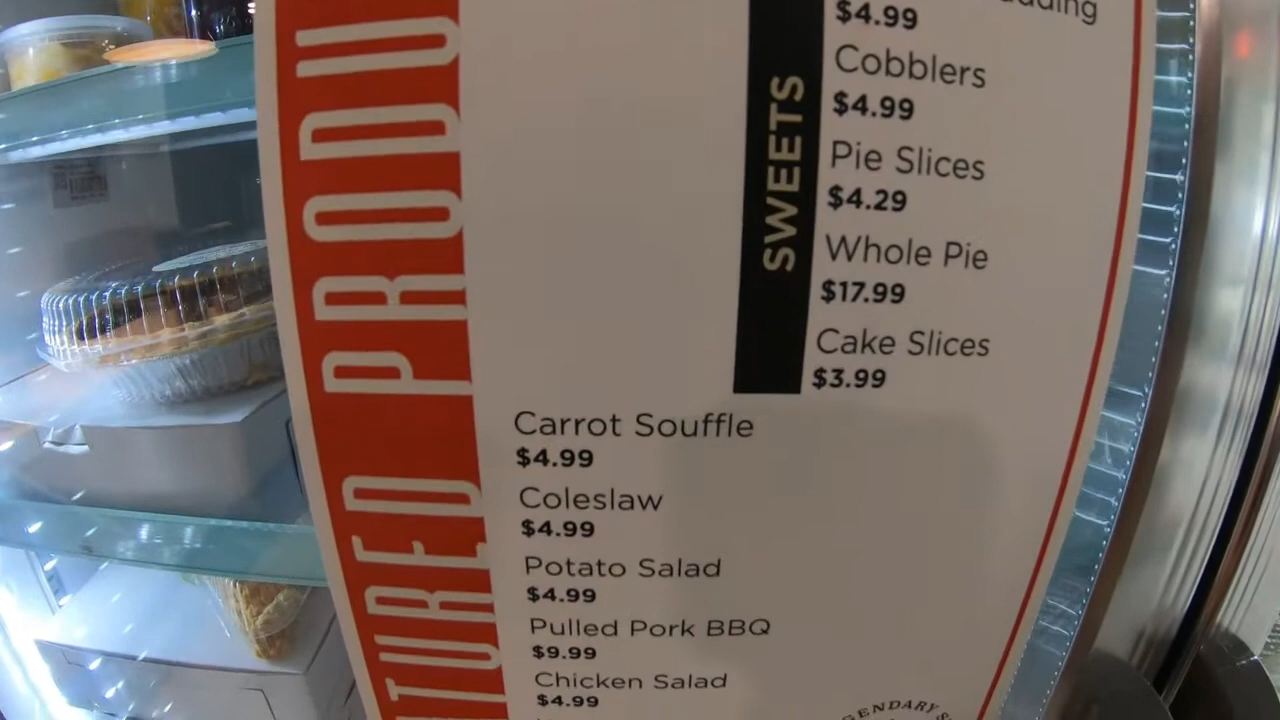 $4.99
Cobblers
$4.99
Pie Slices
$4.29
Whole Pie
$17.99
Cake Slices
$3.99
SWEETS
Carrot Souffle
$4.99
Coleslaw
$4.99
Potato Salad
$4.99
Pulled Pork BBQ
$9.99
Chicken Salad
$4.99